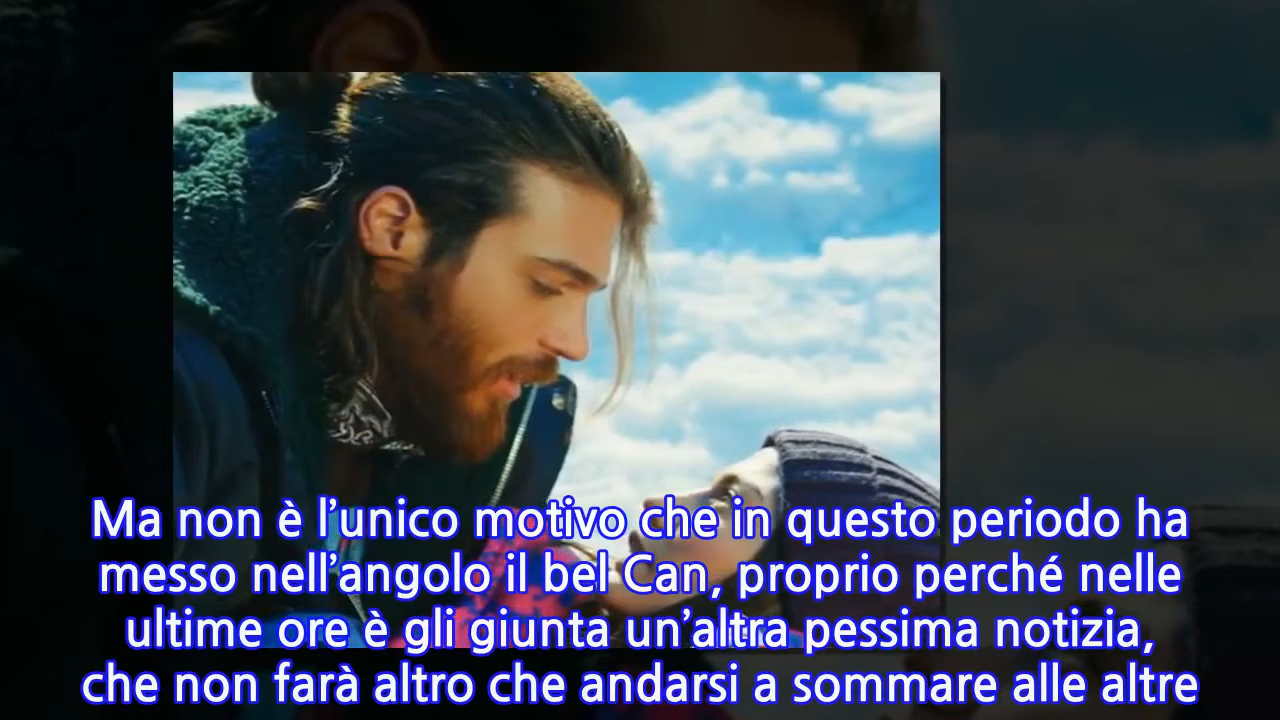 Ma non è l'unico motivo che in questo periodo ha
messo nell'angolo il bel Can, proprio perché nelle
ultime ore è gli giunta un'altra pessima notizia,
che non farà altro che andarsi a sommare alle altre